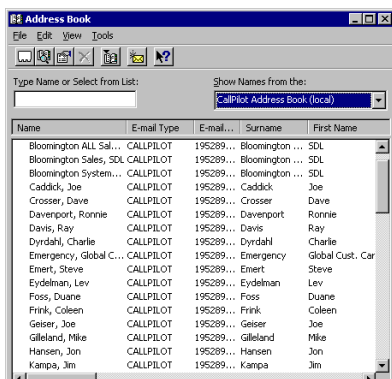 Address Book
File Edit View Tools
Type Name or Select from List:
Show Names from the:
CallPilot Address Book (local)
Name E-mail Type E-mail... Surname First Name
Bloomington ALL Sal... CALLPILOT 195289... Bloomington ... SDL
Bloomington Sales, SDL CALLPILOT 195289... Bloomington ... SDL
Bloomington System... CALLPILOT 195289... Bloomington ... SDL
Caddick, Joe CALLPILOT 195289... Caddick Joe
Crosser, Dave CALLPILOT 195289... Crosser Dave
Davenport, Ronnie CALLPILOT 195289... Davenport Ronnie
Davis, Ray CALLPILOT 195289... Davis Ray
Dyrdahl, Charlie CALLPILOT 195289... Dyrdahl Charlie
Emergency, Global C... CALLPILOT 195289... Emergency Global Cust. Car
Emert, Steve CALLPILOT 195289... Emert Steve
Eydelman, Lev CALLPILOT 195289... Eydelman Lev
Foss, Duane CALLPILOT 195289... Foss Duane
Frink, Coleen CALLPILOT 195289... Frink Coleen
Geiser, Joe CALLPILOT 195289... Geiser Joe
Gilleland, Mike CALLPILOT 195289... Gilleland Mike
Hansen, Jon CALLPILOT 195289... Hansen Jon
Kampa, Jim CALLPILOT 195289... Kampa Jim